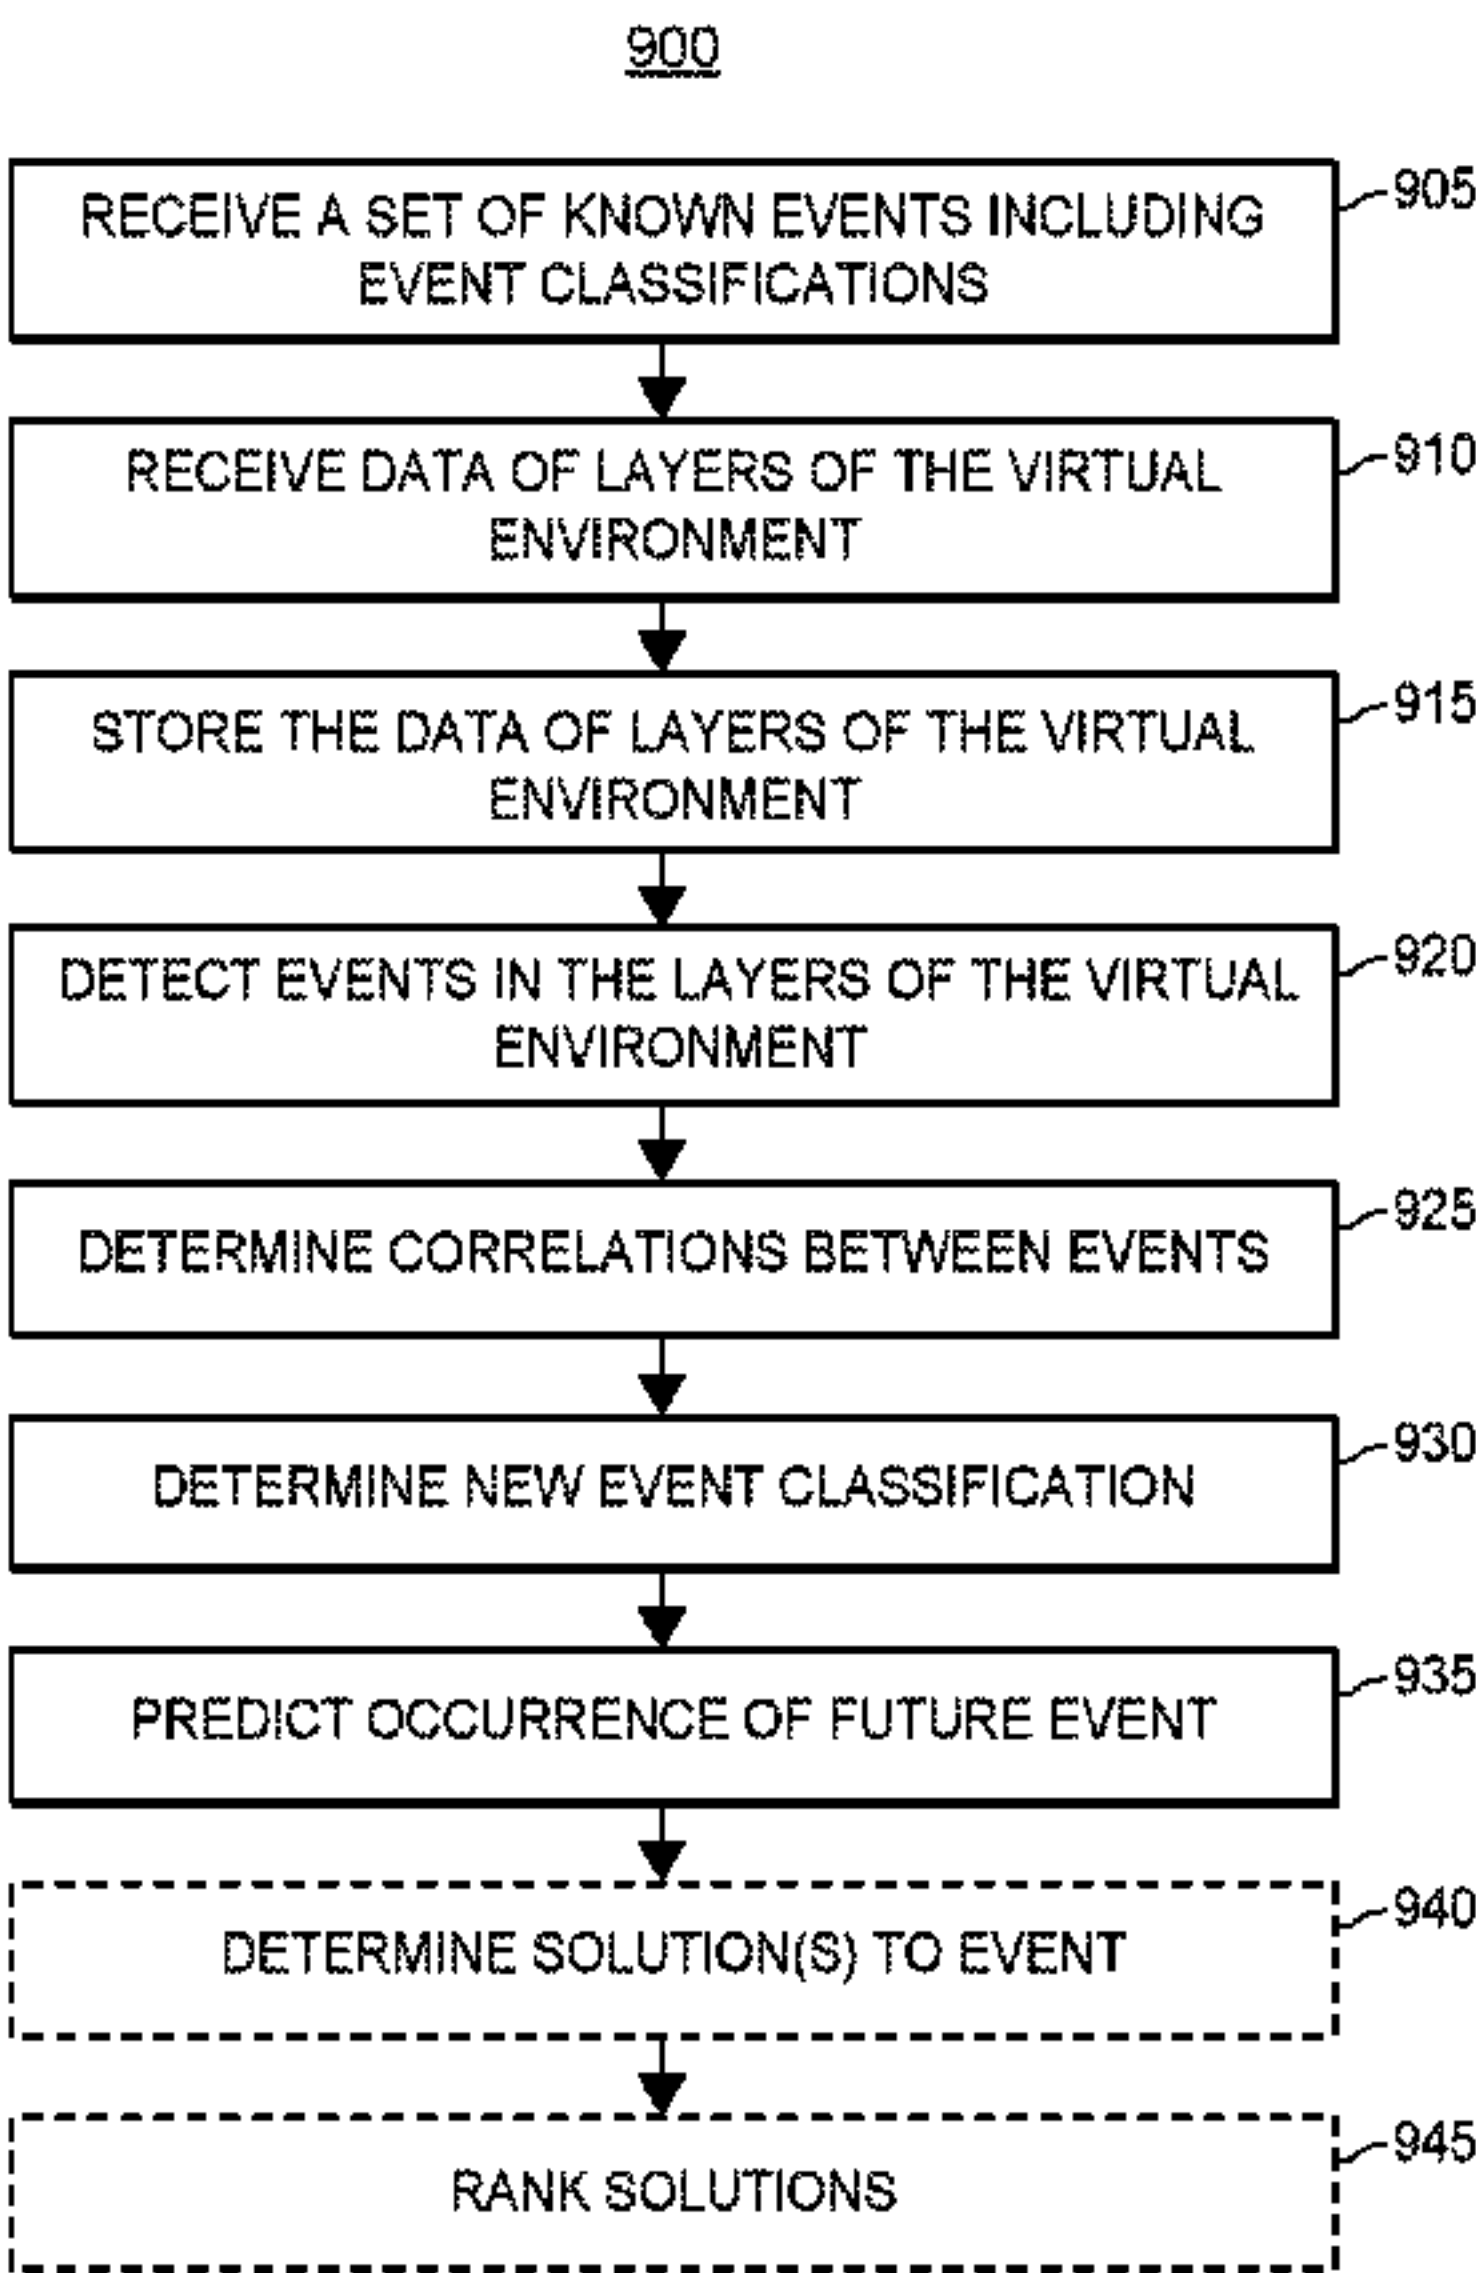 900
RECEIVE A SET OF KNOWN EVENTS INCLUDING
EVENT CLASSIFICATIONS
905
RECEIVE DATA OF LAYERS OF THE VIRTUAL
ENVIRONMENT
910
STORE THE DATA OF LAYERS OF THE VIRTUAL
ENVIRONMENT
915
DETECT EVENTS IN THE LAYERS OF THE VIRTUAL
ENVIRONMENT
920
DETERMINE CORRELATIONS BETWEEN EVENTS
925
DETERMINE NEW EVENT CLASSIFICATION
930
PREDICT OCCURRENCE OF FUTURE EVENT
935
DETERMINE SOLUTION(S) TO EVENT
940
RANK SOLUTIONS
945